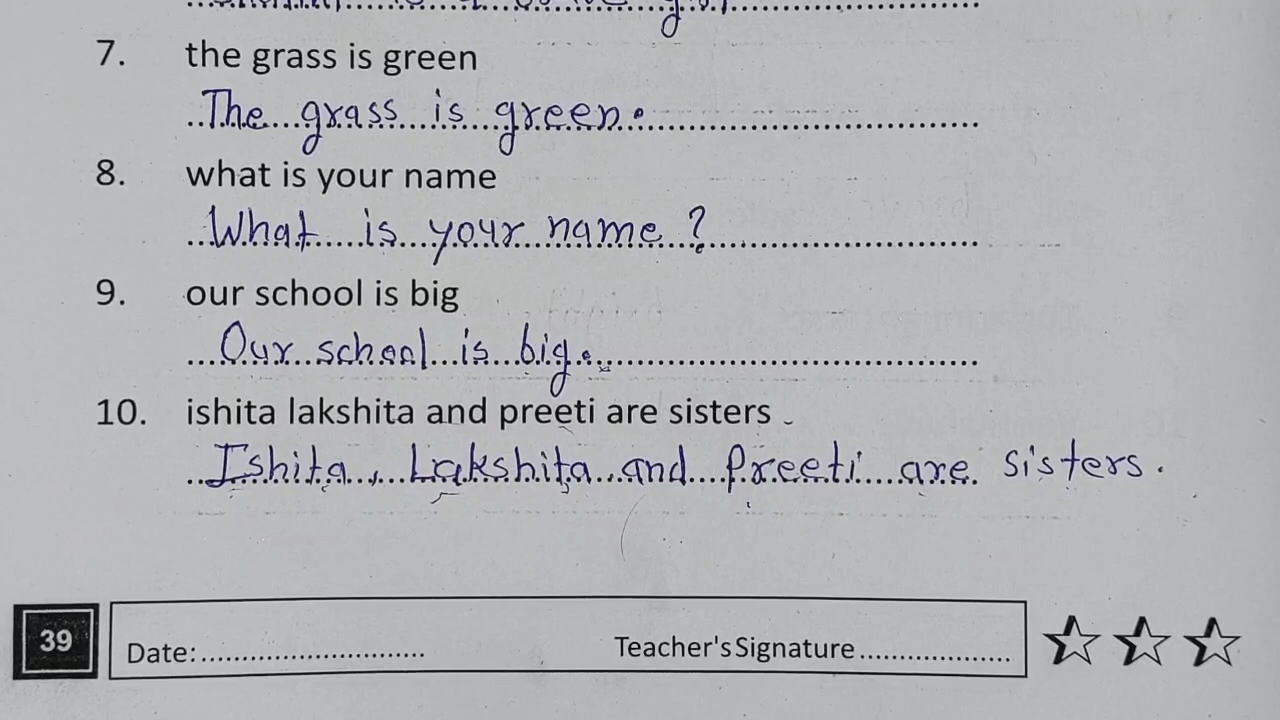 7. the grass is green
The grass is green.
8. what is your name
What is your name ?
9. our school is big
Our school is big.
10. ishita lakshita and preeti are sisters
Ishita, Lakshita and Preeti are sisters.
39 Date:........................... Teacher's Signature..................